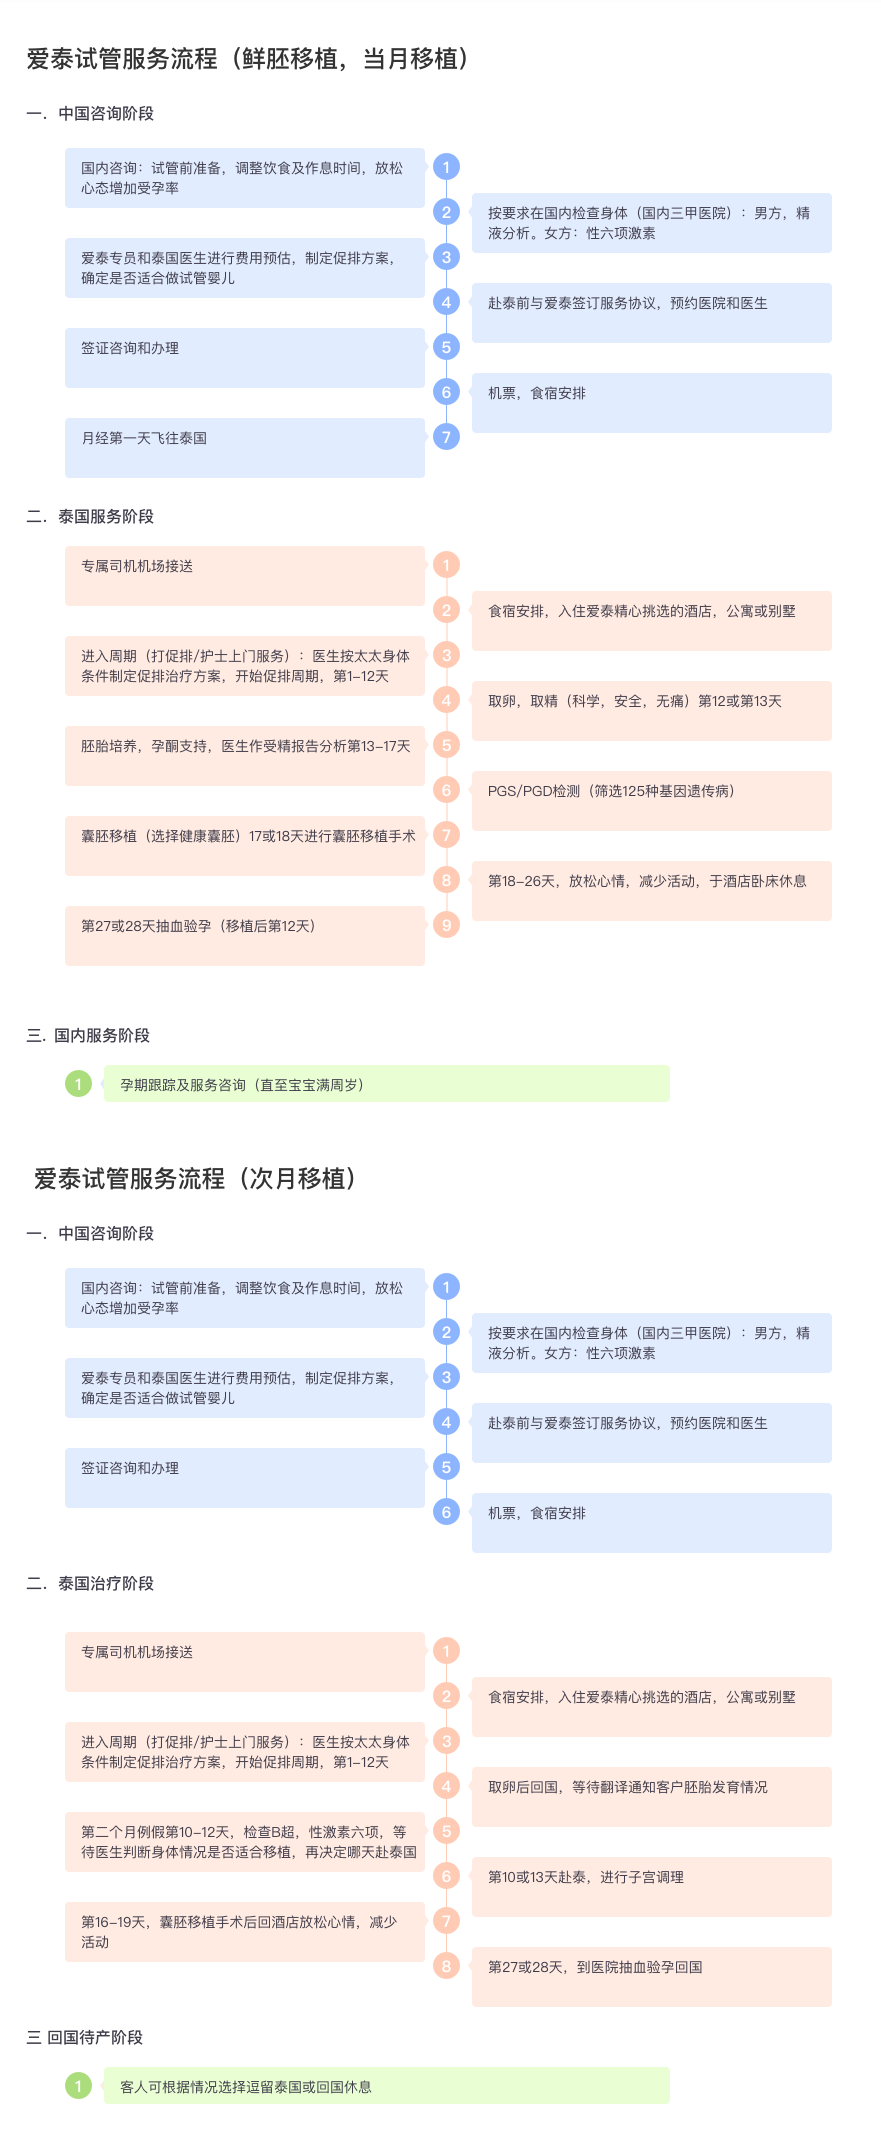 爱泰试管服务流程（鲜胚移植，当月移植）
一．中国咨询阶段
国内咨询：试管前准备，调整饮食及作息时间，放松
心态增加受孕率
1
2
按要求在国内检查身体（国内三甲医院）：男方，精
液分析。女方：性六项激素
爱泰专员和泰国医生进行费用预估，制定促排方案，
确定是否适合做试管婴儿
3
4
赴泰前与爱泰签订服务协议，预约医院和医生
签证咨询和办理
5
6
机票，食宿安排
月经第一天飞往泰国
7
二．泰国服务阶段
专属司机机场接送
1
2
食宿安排，入住爱泰精心挑选的酒店，公寓或别墅
进入周期（打促排/护士上门服务）：医生按太太身体
条件制定促排治疗方案，开始促排周期，第1-12天
3
4
取卵，取精（科学，安全，无痛）第12或第13天
胚胎培养，孕酮支持，医生作受精报告分析第13-17天
5
6
PGS/PGD检测（筛选125种基因遗传病）
囊胚移植（选择健康囊胚）17或18天进行囊胚移植手术
7
8
第18-26天，放松心情，减少活动，于酒店卧床休息
第27或28天抽血验孕（移植后第12天）
9
三. 国内服务阶段
1
孕期跟踪及服务咨询（直至宝宝满周岁）
爱泰试管服务流程（次月移植）
一．中国咨询阶段
国内咨询：试管前准备，调整饮食及作息时间，放松
心态增加受孕率
1
2
按要求在国内检查身体（国内三甲医院）：男方，精
液分析。女方：性六项激素
爱泰专员和泰国医生进行费用预估，制定促排方案，
确定是否适合做试管婴儿
3
4
赴泰前与爱泰签订服务协议，预约医院和医生
签证咨询和办理
5
6
机票，食宿安排
二．泰国治疗阶段
专属司机机场接送
1
2
食宿安排，入住爱泰精心挑选的酒店，公寓或别墅
进入周期（打促排/护士上门服务）：医生按太太身体
条件制定促排治疗方案，开始促排周期，第1-12天
3
4
取卵后回国，等待翻译通知客户胚胎发育情况
第二个月例假第10-12天，检查B超，性激素六项，等
待医生判断身体情况是否适合移植，再决定哪天赴泰国
5
6
第10或13天赴泰，进行子宫调理
第16-19天，囊胚移植手术后回酒店放松心情，减少
活动
7
8
第27或28天，到医院抽血验孕回国
三 回国待产阶段
1
客人可根据情况选择逗留泰国或回国休息